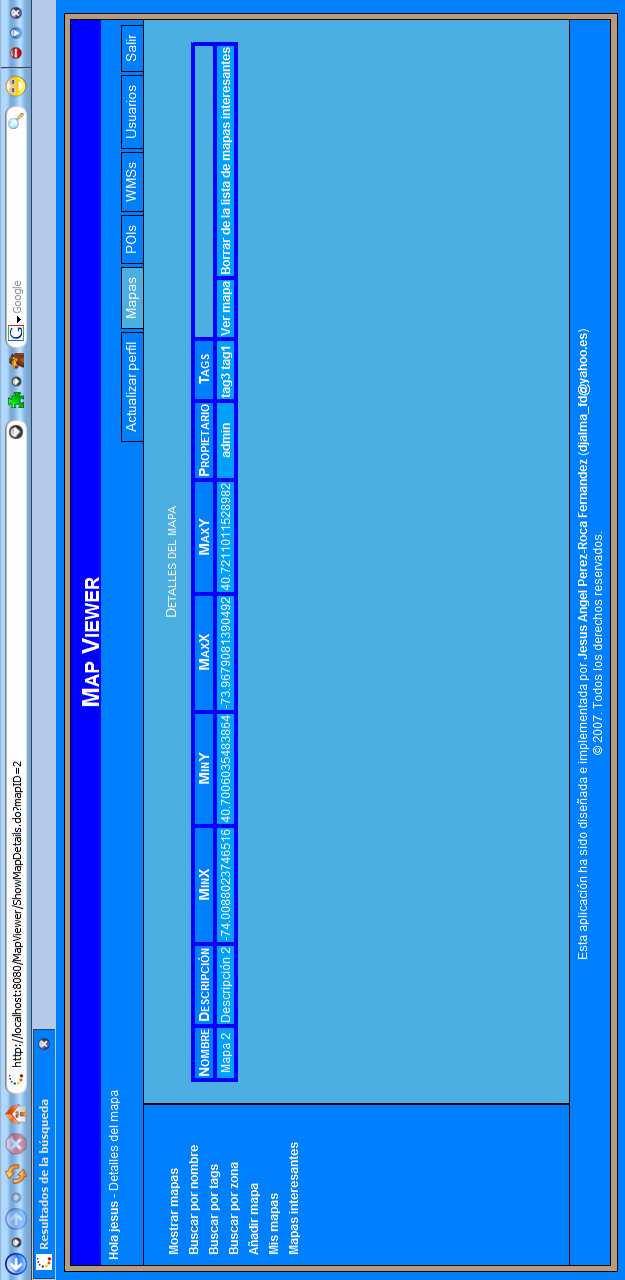 http://localhost:8080/MapViewer/ShowMapDetails.do?mapID=2
G Google
Resultados de la búsqueda
MAP VIEWER
Hola jesus - Detalles del mapa
Actualizar perfil Mapas POIs WMSs Usuarios Salir
Mostrar mapas
Buscar por nombre
Buscar por tags
Buscar por zona
Añadir mapa
Mis mapas
Mapas interesantes
DETALLES DEL MAPA
NOMBRE DESCRIPCIÓN MINX MINY MAXX MAXY PROPIETARIO TAGS
Mapa 2 Descripción 2 -74.0088023746516 40.7006035483864 -73.9679081390492 40.7211011528982 admin tag3 tag1 Ver mapa Borrar de la lista de mapas interesantes
Esta aplicación ha sido diseñada e implementada por Jesus Angel Perez-Roca Fernandez (djalma_fd@yahoo.es)
© 2007. Todos los derechos reservados.